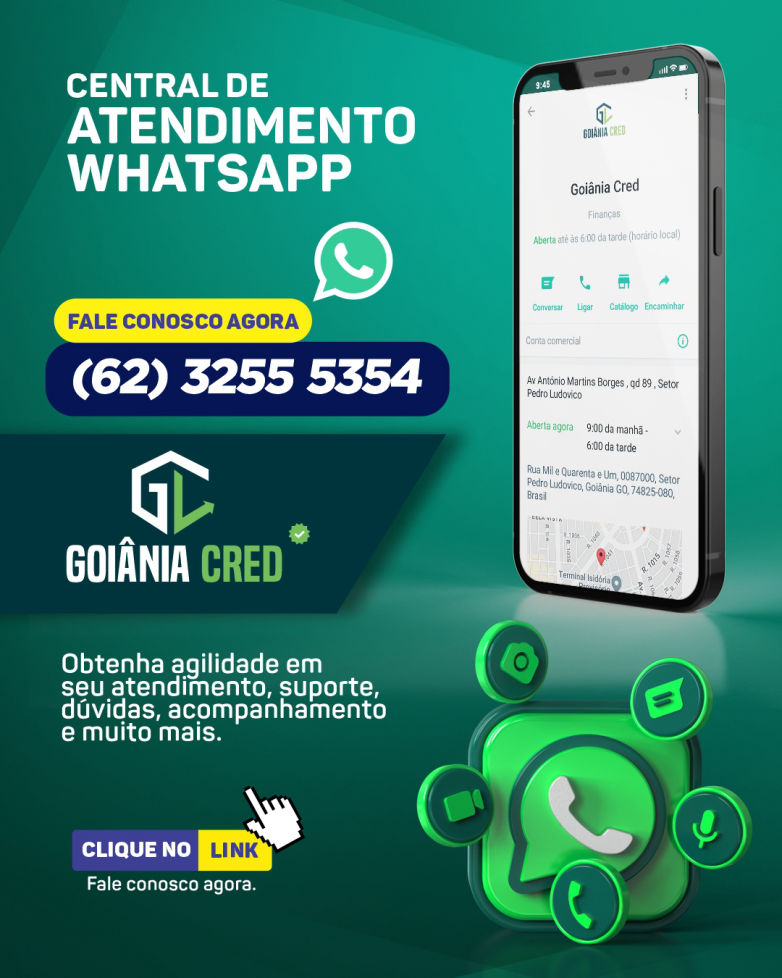 CENTRAL DE
ATENDIMENTO
WHATSAPP
FALE CONOSCO AGORA
(62) 3255 5354
GOIÂNIA CRED
Obtenha agilidade em
seu atendimento, suporte,
dúvidas, acompanhamento
e muito mais.
CLIQUE NO LINK
Fale conosco agora.
9:45
GOIÂNIA CRED
Goiânia Cred
Finanças
Aberta até às 6:00 da tarde (horário local)
Conversar Ligar Catálogo Encaminhar
Conta comercial
Av António Martins Borges , qd 89 , Setor
Pedro Ludovico
Aberta agora 9:00 da manhã -
6:00 da tarde
Rua Mil e Quarenta e Um, 0087000, Setor
Pedro Ludovico, Goiânia GO, 74825-080,
Brasil
R. 1015
Terminal Isidória